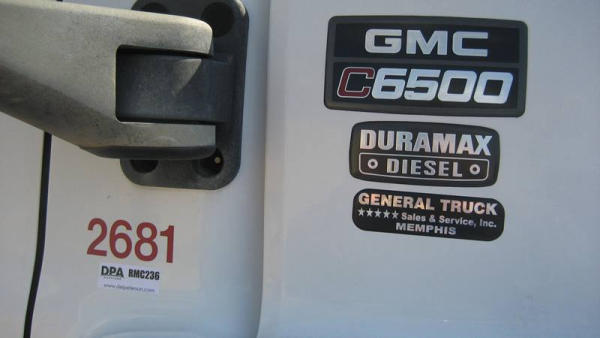 GMC
C6500
DURAMAX
DIESEL
GENERAL TRUCK
★★★★★ Sales & Service, Inc.
MEMPHIS
2681
DPA RMC236